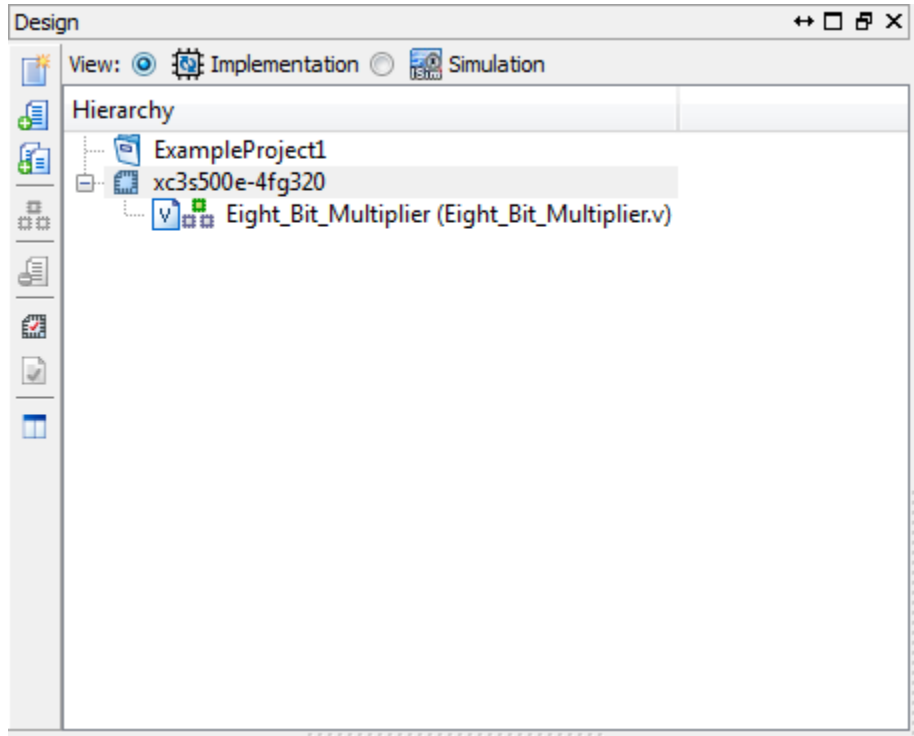 Design
View: Implementation Simulation
Hierarchy
ExampleProject1
xc3s500e-4fg320
V Eight_Bit_Multiplier (Eight_Bit_Multiplier.v)